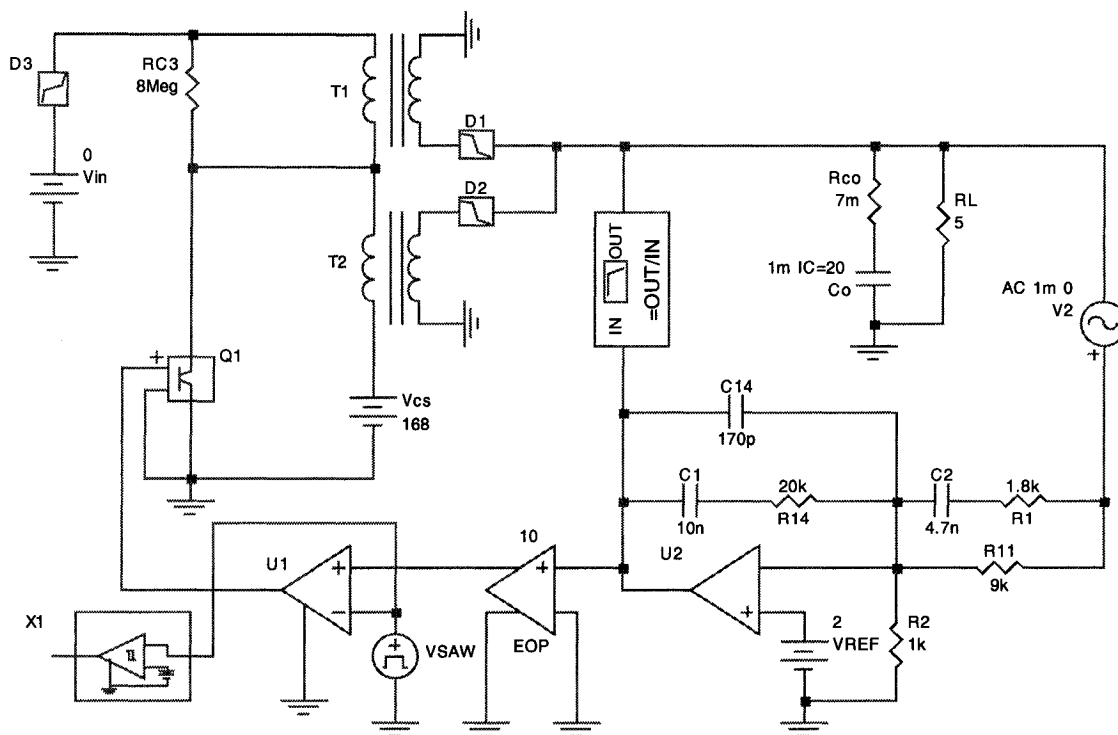 D3
RC3
8Meg
T1
D1
0
Vin
D2
T2
OUT
IN
=OUT/IN
Rco
7m
RL
5
1m IC=20
Co
AC 1m 0
V2
+
Q1
+
Vcs
168
C14
170p
C1
10n
20k
R14
C2
4.7n
1.8k
R1
10
U1
U2
R11
9k
+
+
+
−
EOP
2
VREF
R2
1k
X1
VSAW
+